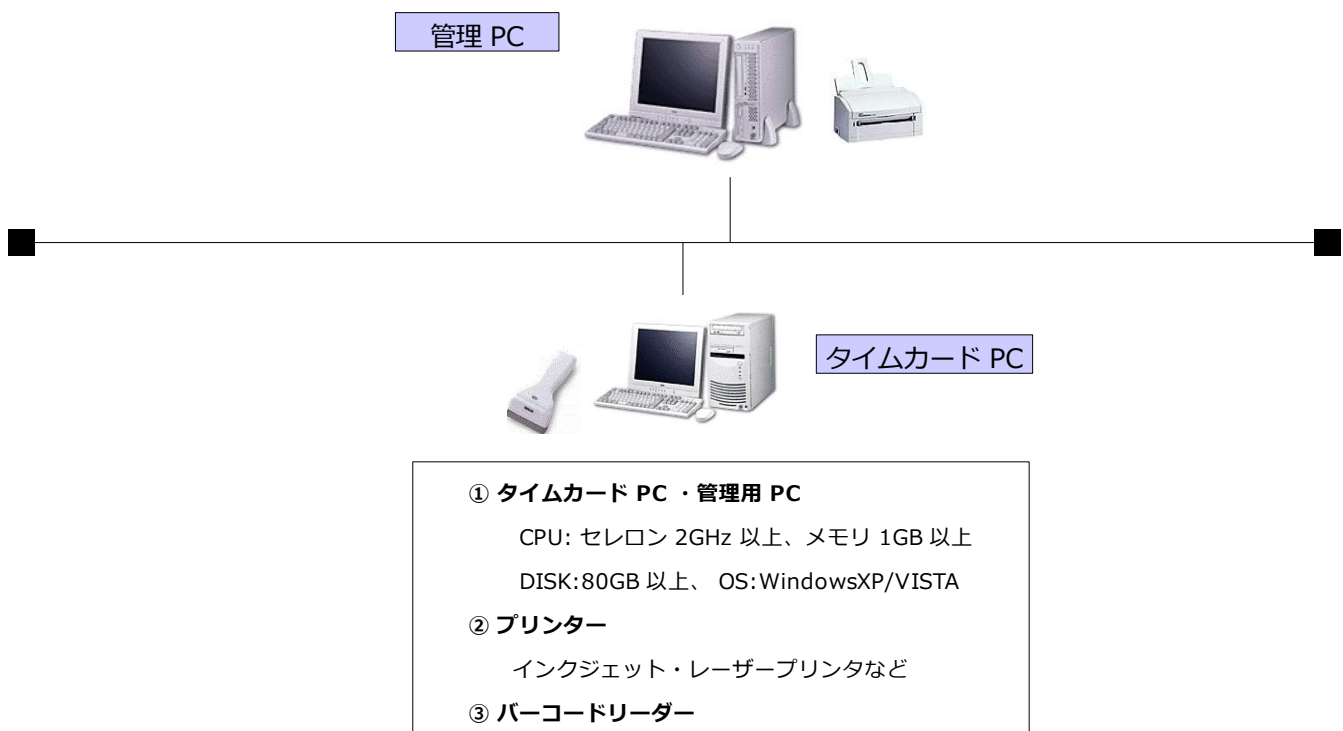 管理 PC
タイムカード PC
① タイムカード PC ・管理用 PC
CPU: セレロン 2GHz 以上、メモリ 1GB 以上
DISK:80GB 以上、 OS:WindowsXP/VISTA
② プリンター
インクジェット・レーザープリンタなど
③ バーコードリーダー